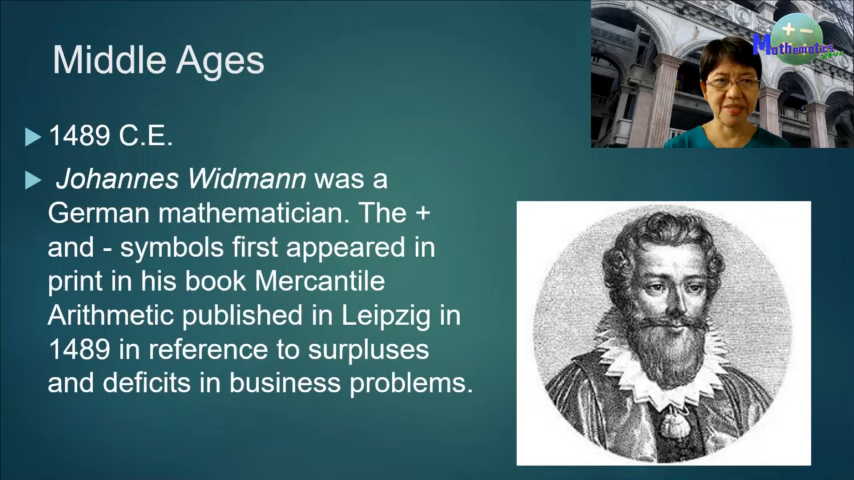 Middle Ages
1489 C.E.
Johannes Widmann was a
German mathematician. The +
and - symbols first appeared in
print in his book Mercantile
Arithmetic published in Leipzig in
1489 in reference to surpluses
and deficits in business problems.
+ -
Mathematics